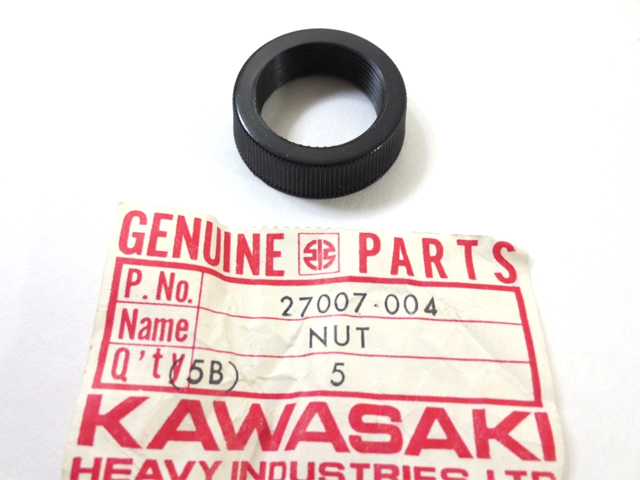 GENUINE PARTS
P.No. 27007-004
Name NUT
Q'ty (5B) 5
KAWASAKI
HEAVY INDUSTRIES LTD